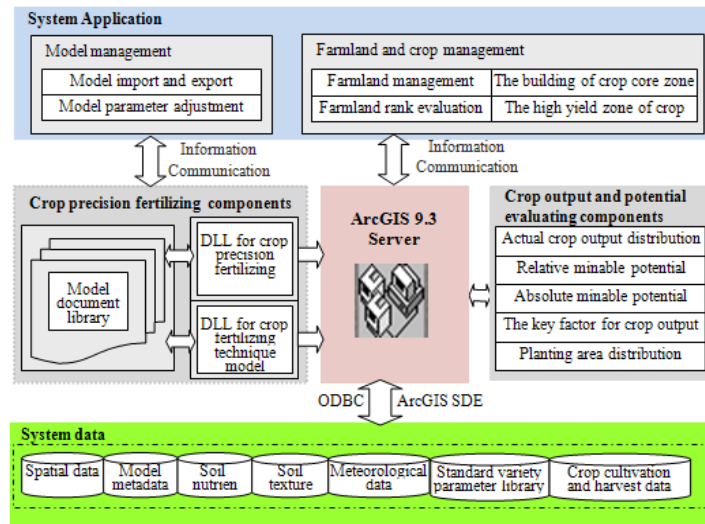 System Application
Model management
Model import and export
Model parameter adjustment
Farmland and crop management
Farmland management
The building of crop core zone
Farmland rank evaluation
The high yield zone of crop
Information
Communication
Information
Communication
Crop precision fertilizing components
Model
document
library
DLL for crop
precision
fertilizing
DLL for crop
fertilizing
technique
model
ArcGIS 9.3
Server
Crop output and potential
evaluating components
Actual crop output distribution
Relative minable potential
Absolute minable potential
The key factor for crop output
Planting area distribution
ODBC
ArcGIS SDE
System data
Spatial data
Model
metadata
Soil
nutrien
Soil
texture
Meteorological
data
Standard variety
parameter library
Crop cultivation
and harvest data